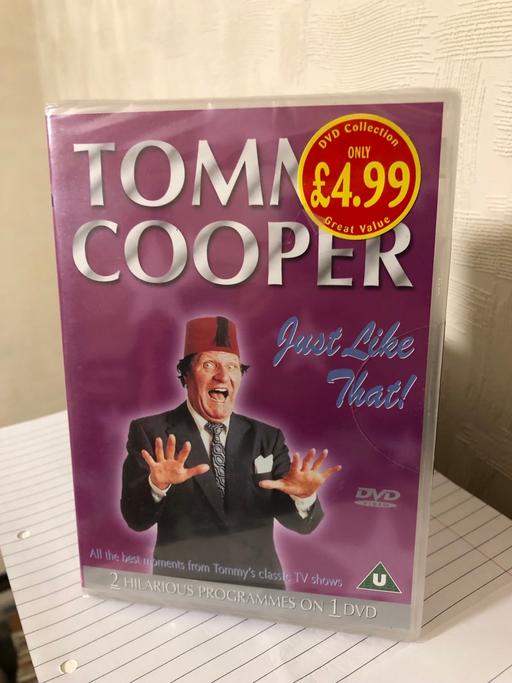 TOMM
COOPER
DVD Collection
ONLY
£4.99
Great Value
Just Like
That!
DVD
VIDEO
All the best moments from Tommy's classic TV shows
U
2 HILARIOUS PROGRAMMES ON 1 DVD